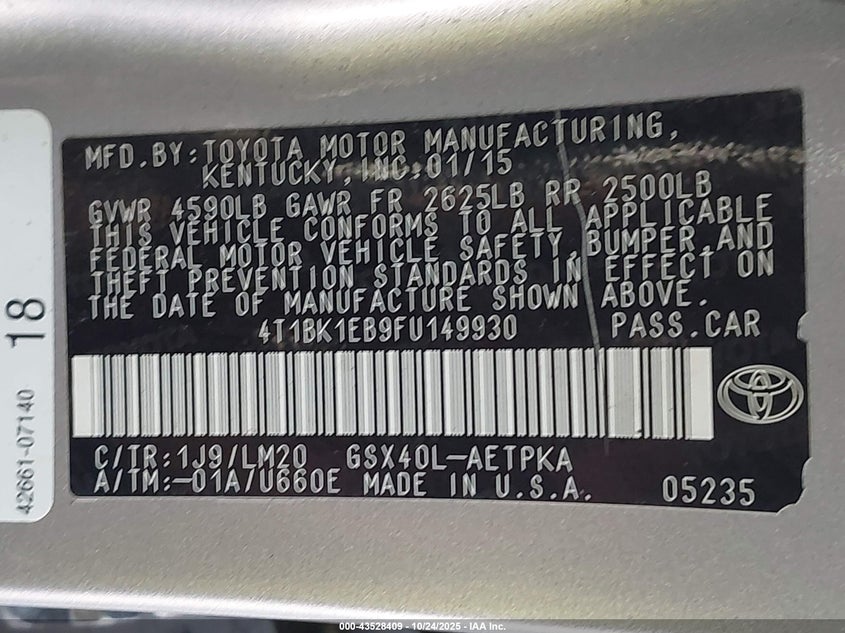 MFD.BY:TOYOTA MOTOR MANUFACTURING,
KENTUCKY,INC.01/15
GVWR 4590LB GAWR FR 2625LB RR 2500LB
THIS VEHICLE CONFORMS TO ALL APPLICABLE
FEDERAL MOTOR VEHICLE SAFETY,BUMPER,AND
THEFT PREVENTION STANDARDS IN EFFECT ON
THE DATE OF MANUFACTURE SHOWN ABOVE.
4T1BK1EB9FU149930 PASS.CAR
C/TR:1J9/LM20 GSX40L-AETPKA
A/TM:-01A/U660E MADE IN U.S.A. 05235
18
42661-07140
000-43528409 - 10/24/2025 - IAA Inc.